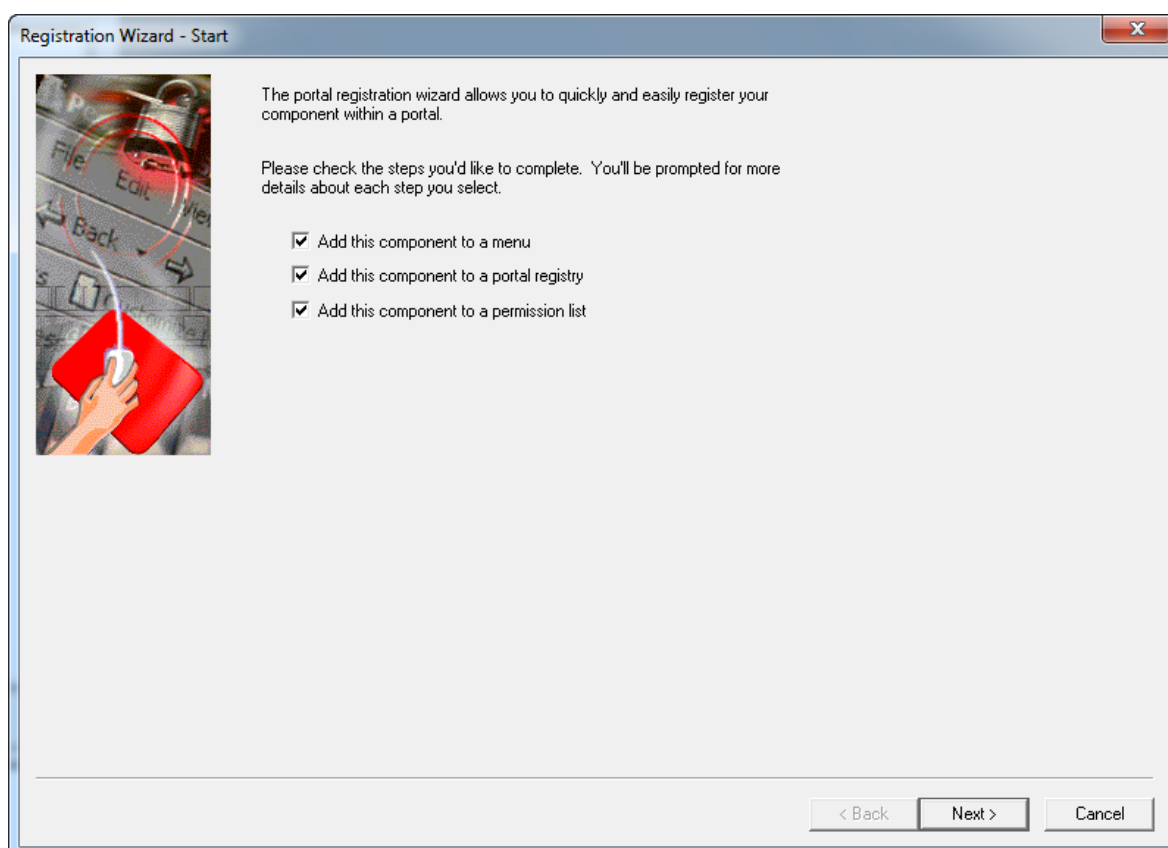 Registration Wizard - Start
The portal registration wizard allows you to quickly and easily register your
component within a portal.
Please check the steps you'd like to complete.  You'll be prompted for more
details about each step you select.
Add this component to a menu
Add this component to a portal registry
Add this component to a permission list
File
Edit
Back
< Back
Next >
Cancel